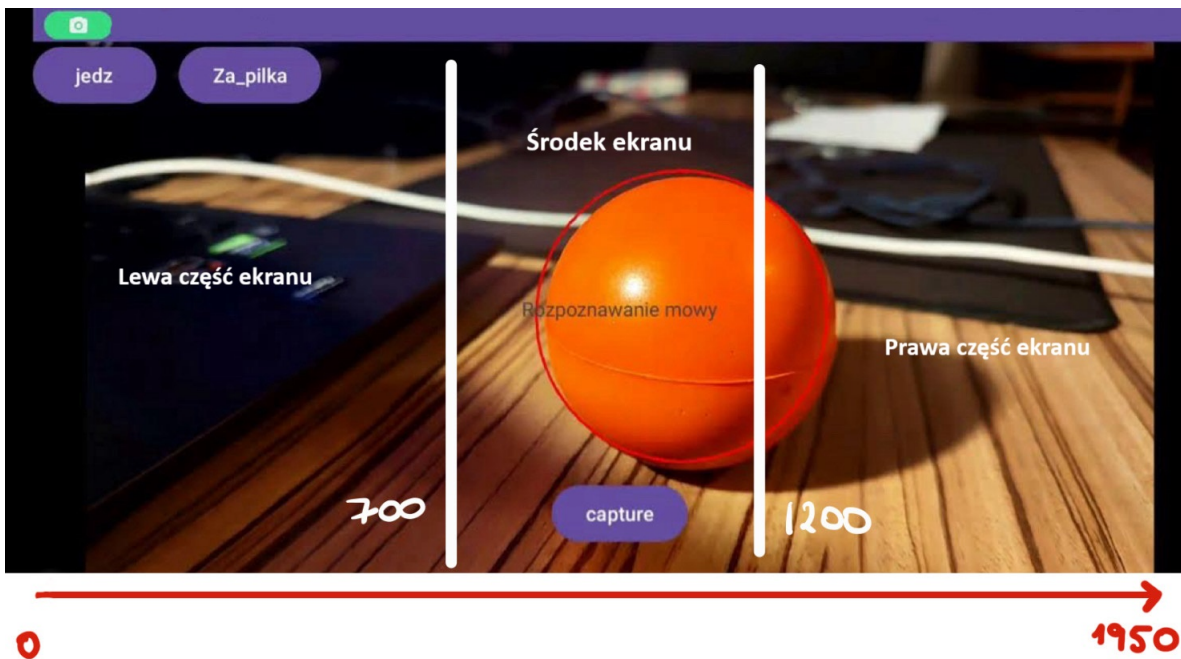 jedz
Za_pilka
Środek ekranu
Lewa część ekranu
Rozpoznawanie mowy
Prawa część ekranu
700
capture
1200
0
1950